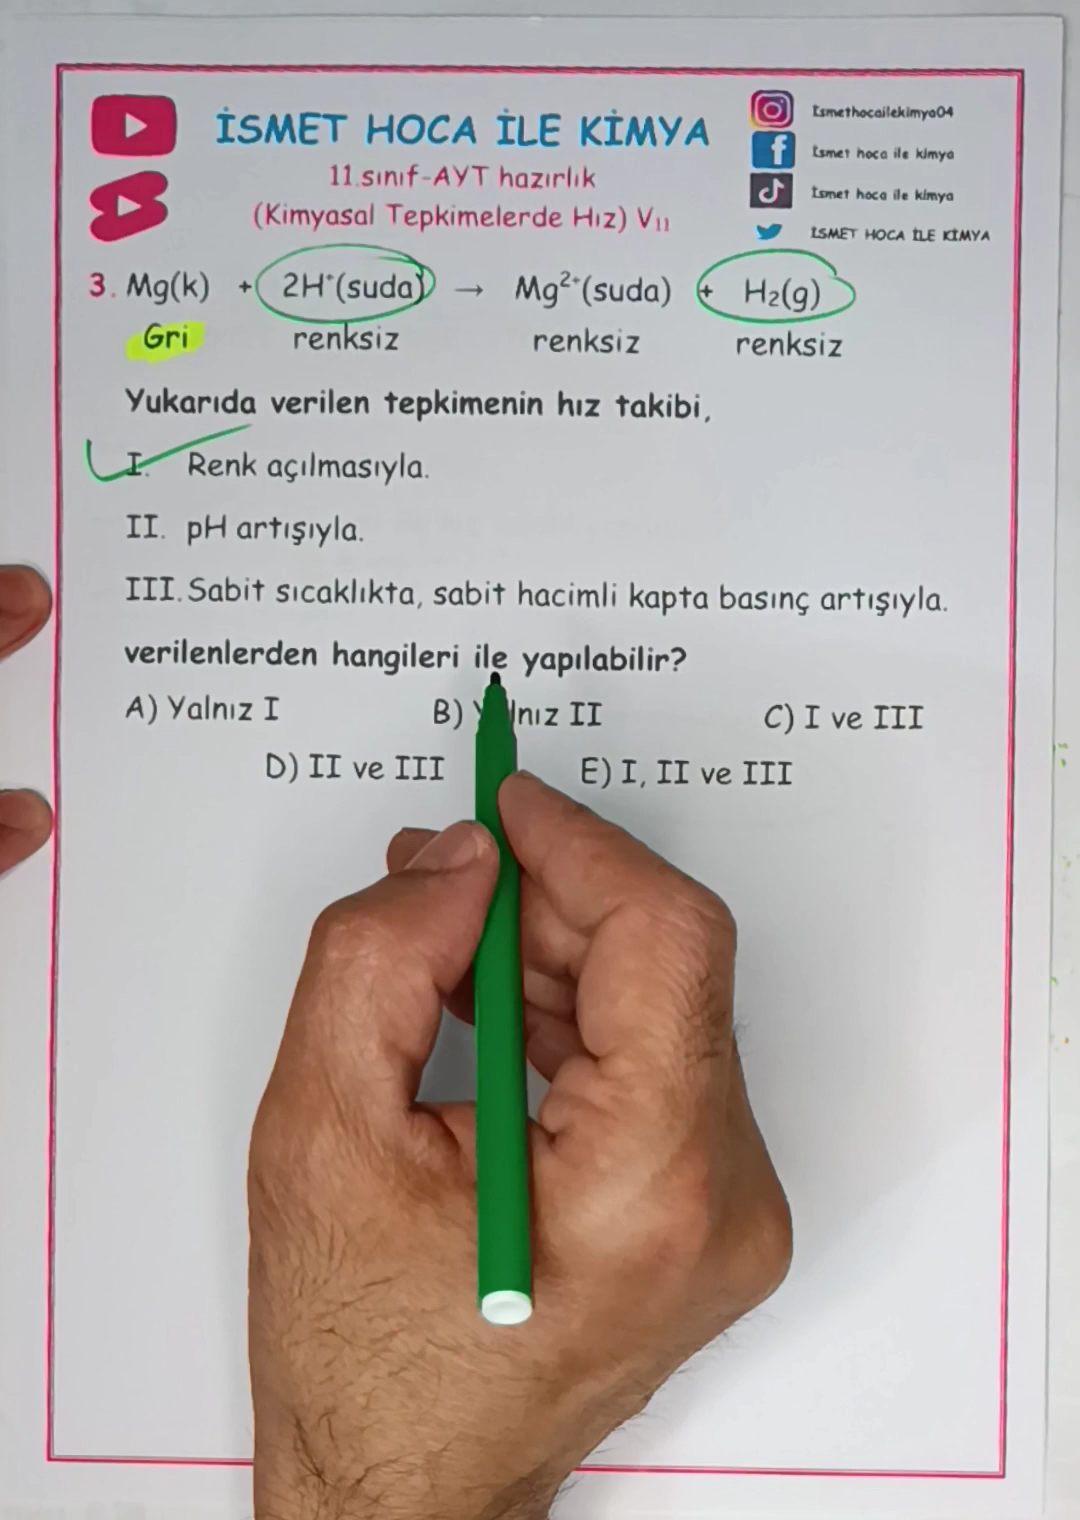 İSMET HOCA İLE KİMYA
11.sınıf-AYT hazırlık
(Kimyasal Tepkimelerde Hız) V₁₁
İsmethocailekimya04
İsmet hoca ile kimya
İsmet hoca ile kimya
İSMET HOCA İLE KİMYA
3. Mg(k) + 2H⁺(suda) → Mg²⁺(suda) + H₂(g)
Gri renksiz renksiz renksiz
Yukarıda verilen tepkimenin hız takibi,
I. Renk açılmasıyla.
II. pH artışıyla.
III. Sabit sıcaklıkta, sabit hacimli kapta basınç artışıyla.
verilenlerden hangileri ile yapılabilir?
A) Yalnız I B) II C) I ve III
D) II ve III E) I, II ve III